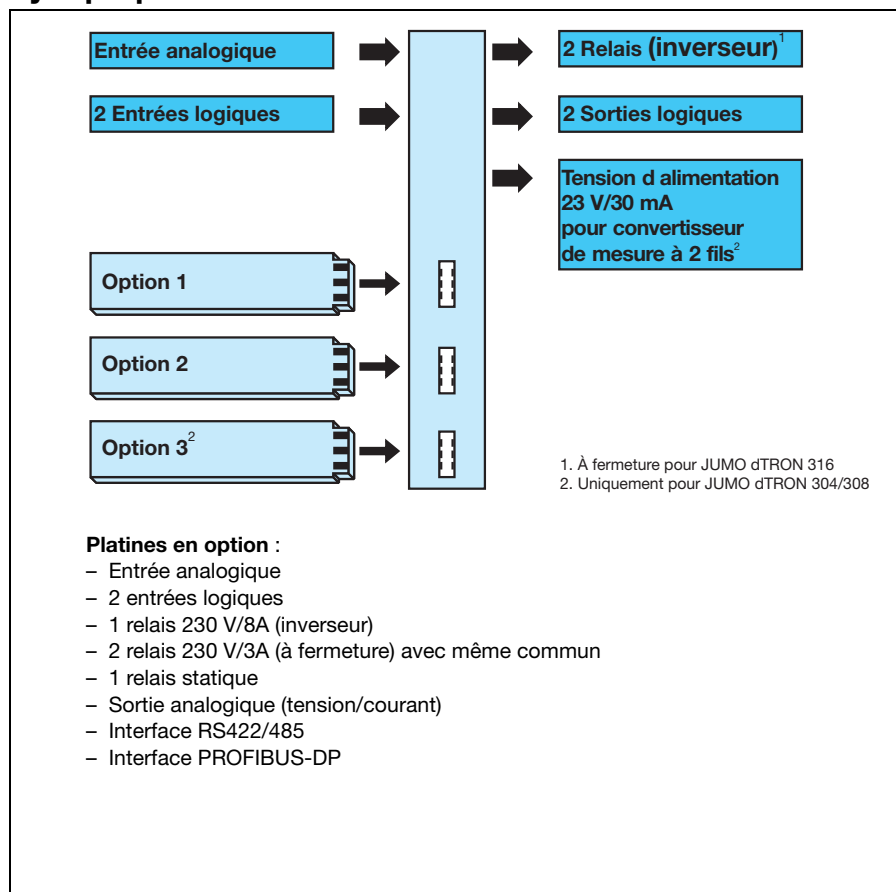 Entrée analogique
2 Relais (inverseur)1
2 Entrées logiques
2 Sorties logiques
Tension d alimentation
23 V/30 mA
pour convertisseur
de mesure à 2 fils2
Option 1
Option 2
Option 32
1. À fermeture pour JUMO dTRON 316
2. Uniquement pour JUMO dTRON 304/308
Platines en option :
– Entrée analogique
– 2 entrées logiques
– 1 relais 230 V/8A (inverseur)
– 2 relais 230 V/3A (à fermeture) avec même commun
– 1 relais statique
– Sortie analogique (tension/courant)
– Interface RS422/485
– Interface PROFIBUS-DP